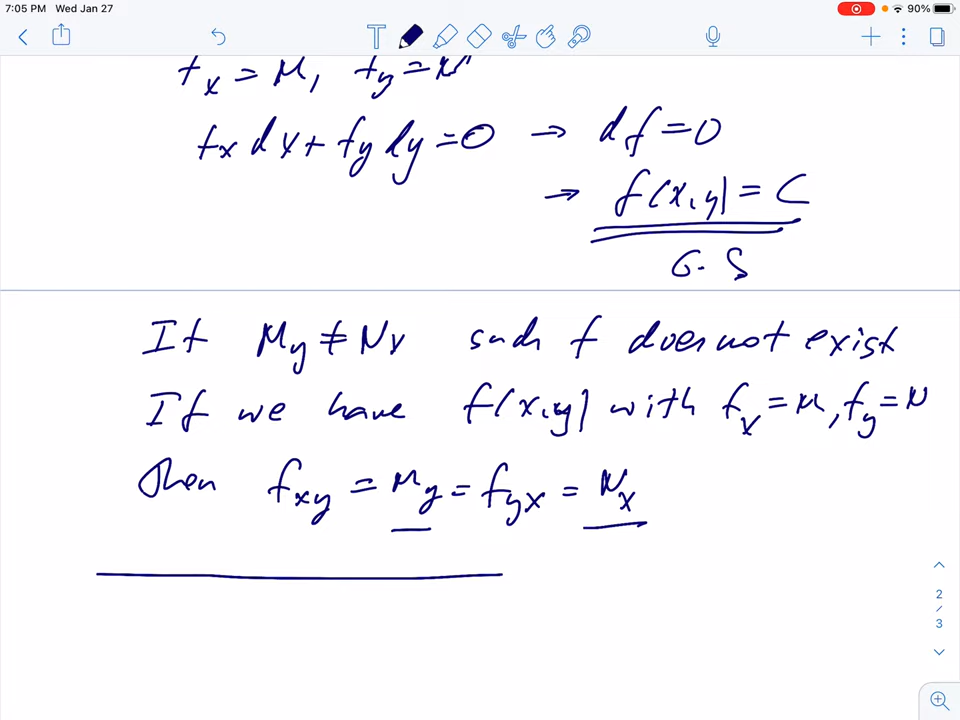 7:05 PM Wed Jan 27
90%
T
fx = M, fy = N
fx dx + fy dy = 0 → df = 0
→ f(x,y) = C
G. S
If My ≠ Nx such f does not exist
If we have f(x,y) with fx = M, fy = N
then fxy = My = fyx = Nx
2
/
3